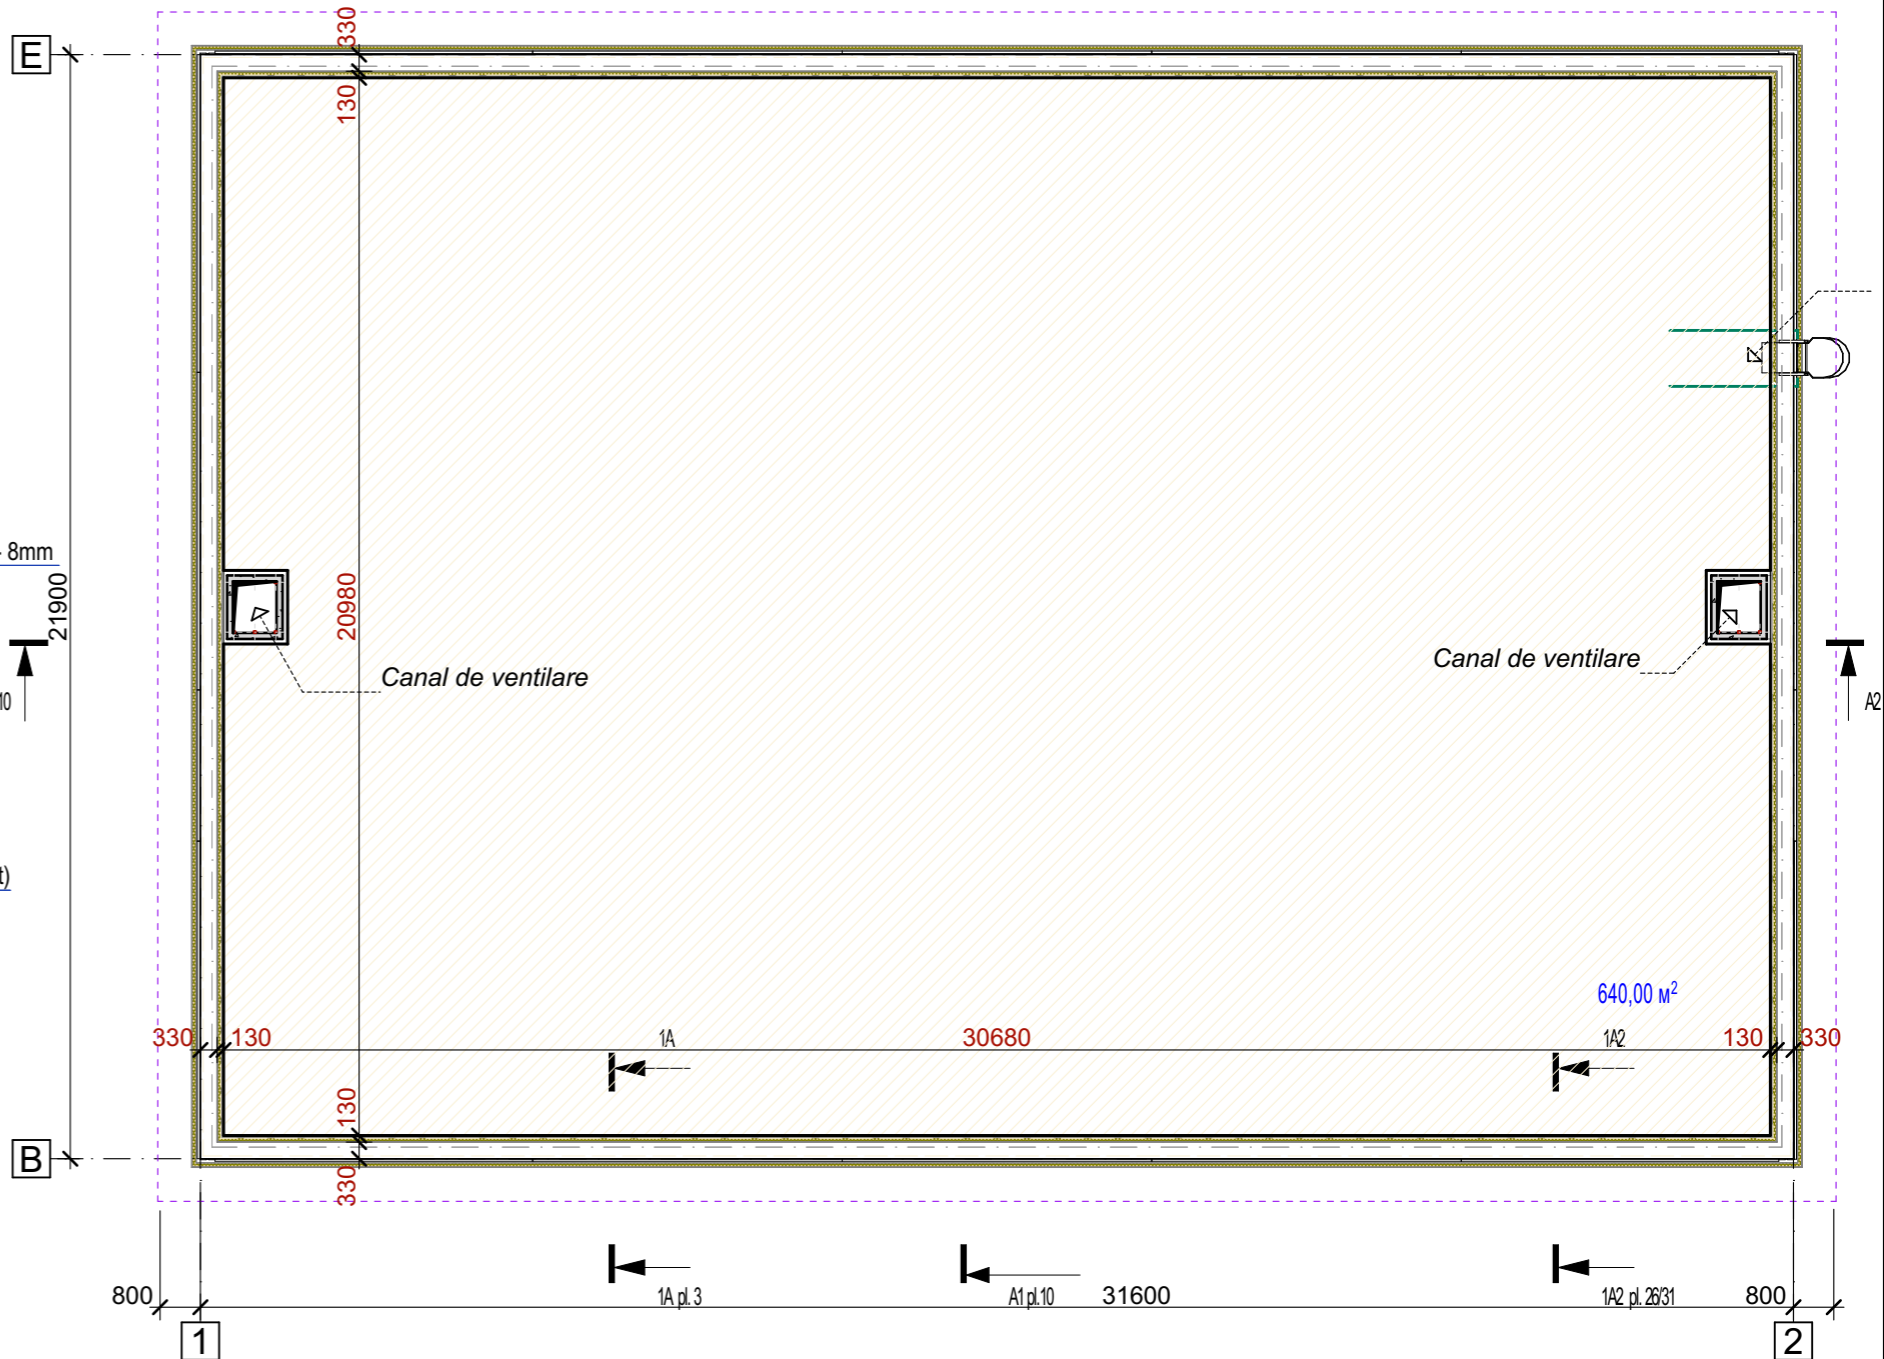 330
E
130
8mm
21900
20980
Canal de ventilare
Canal de ventilare
10
A2
t)
640,00 м²
330
130
1A
30680
1A2
130
330
130
B
330
800
1A pl. 3
A1 pl.10
31600
1A2 pl. 26/31
800
1
2